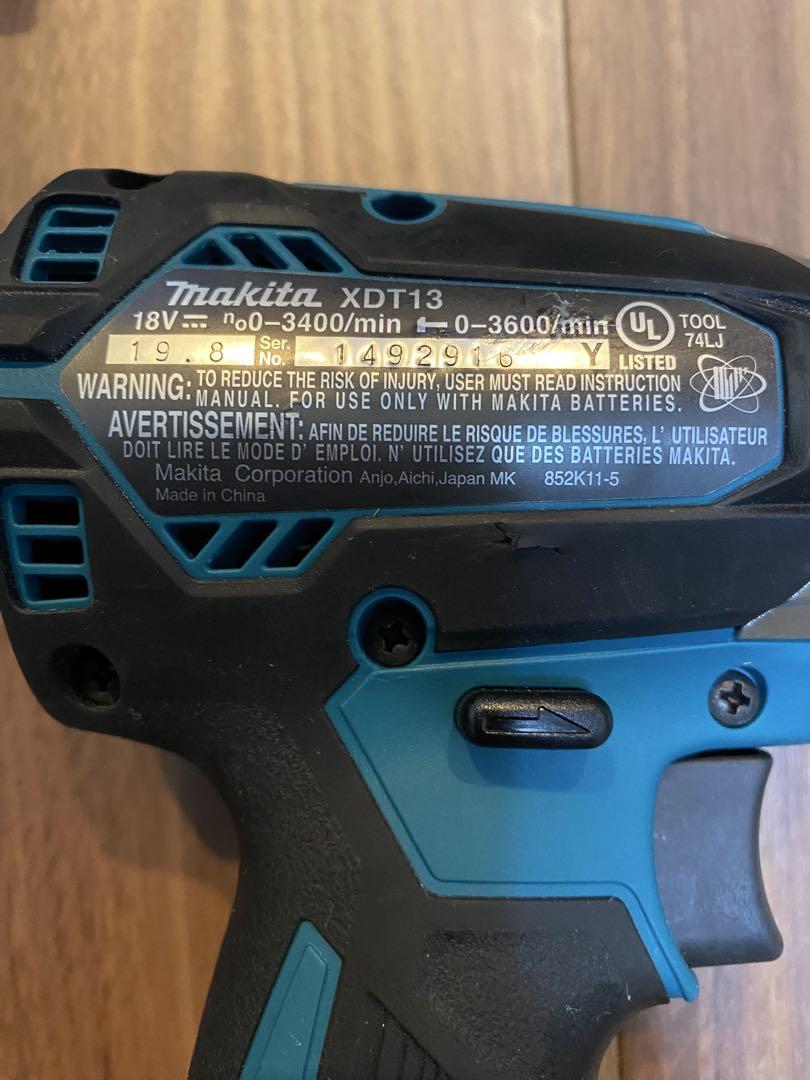 makita XDT13
18V⎓ n₀0–3400/min 0–3600/min UL TOOL 74LJ
19.8 Ser. No. 1492916 Y LISTED
WARNING: TO REDUCE THE RISK OF INJURY, USER MUST READ INSTRUCTION
MANUAL. FOR USE ONLY WITH MAKITA BATTERIES.
AVERTISSEMENT: AFIN DE REDUIRE LE RISQUE DE BLESSURES, L' UTILISATEUR
DOIT LIRE LE MODE D' EMPLOI. N' UTILISEZ QUE DES BATTERIES MAKITA.
Makita Corporation Anjo,Aichi,Japan MK 852K11-5
Made in China